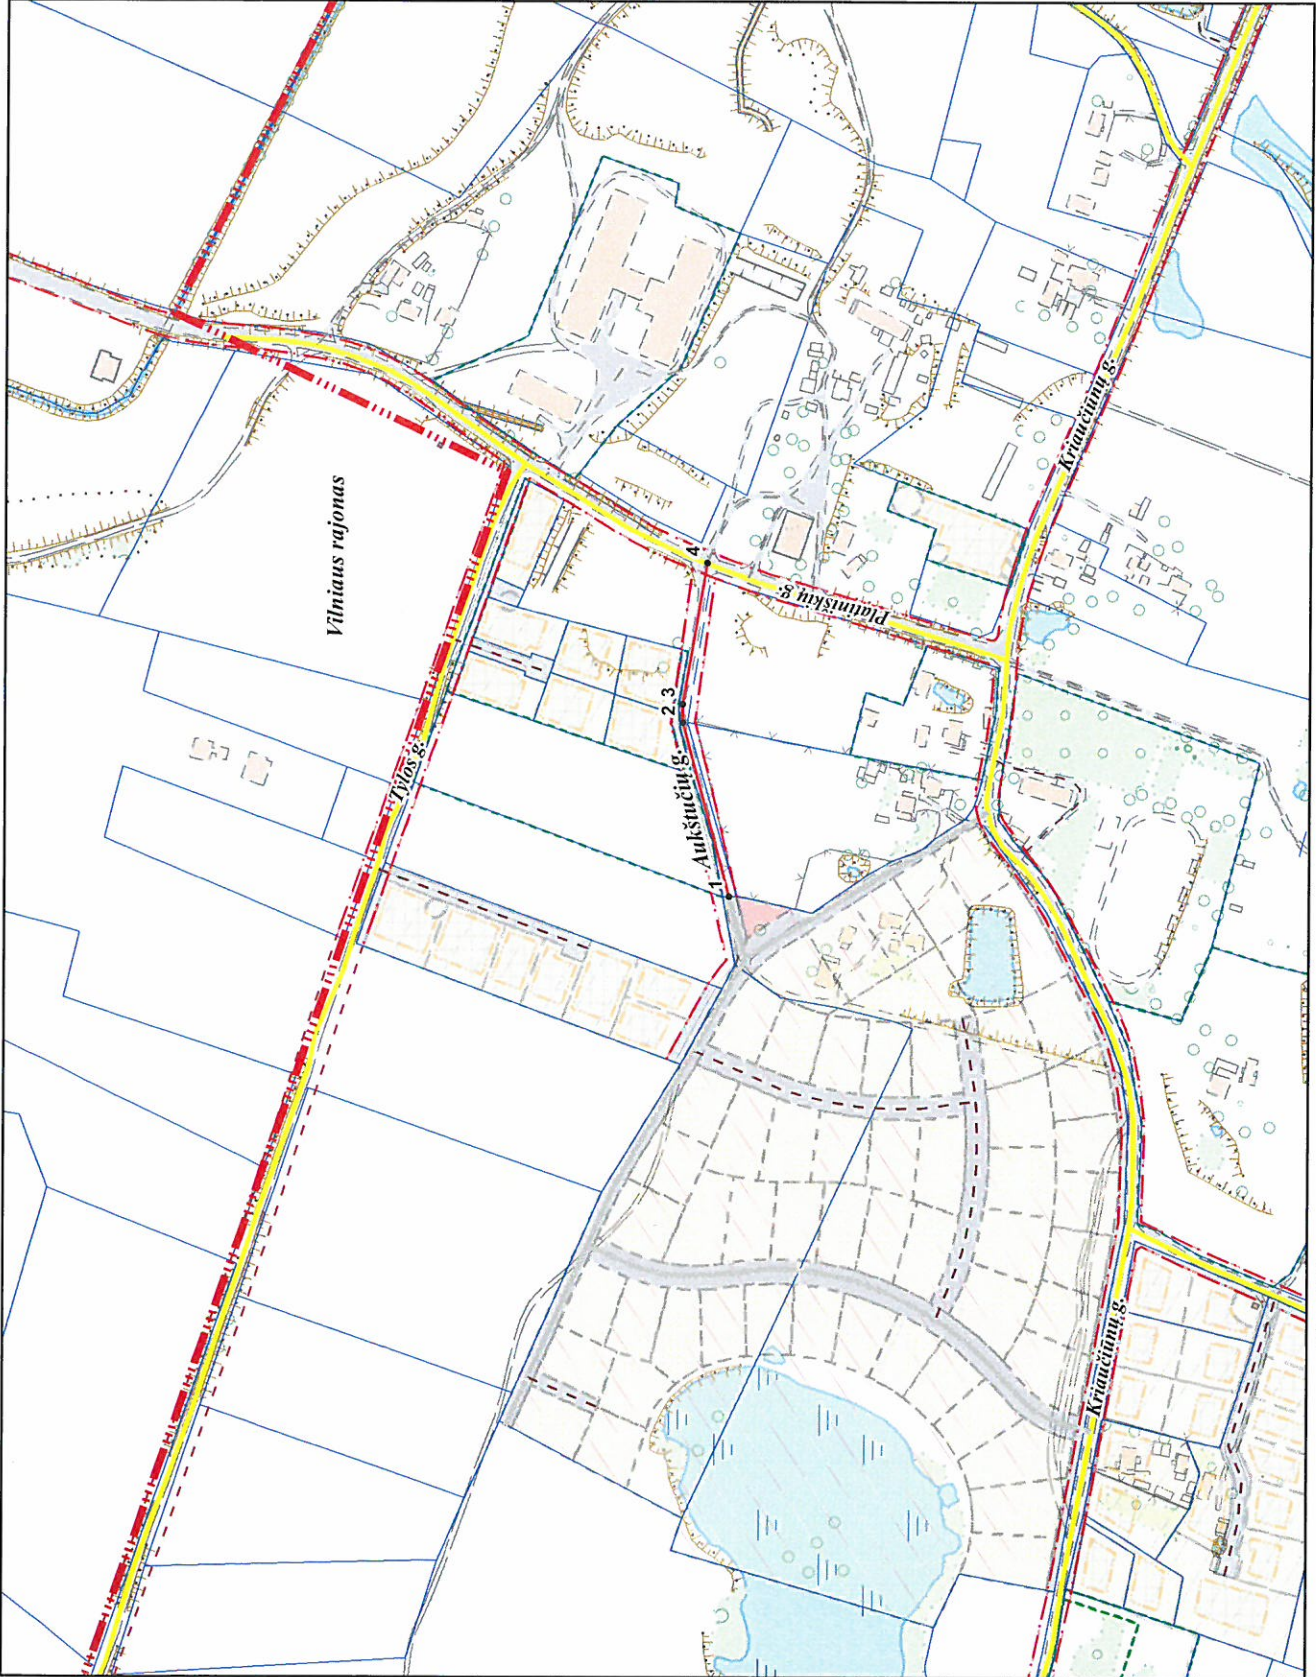 Vilniaus rajonas
Tylos g.
Aukštučių g.
1
2,3
4
Platiniškių g.
Kriaučiūnų g.
Kriaučiūnų g.